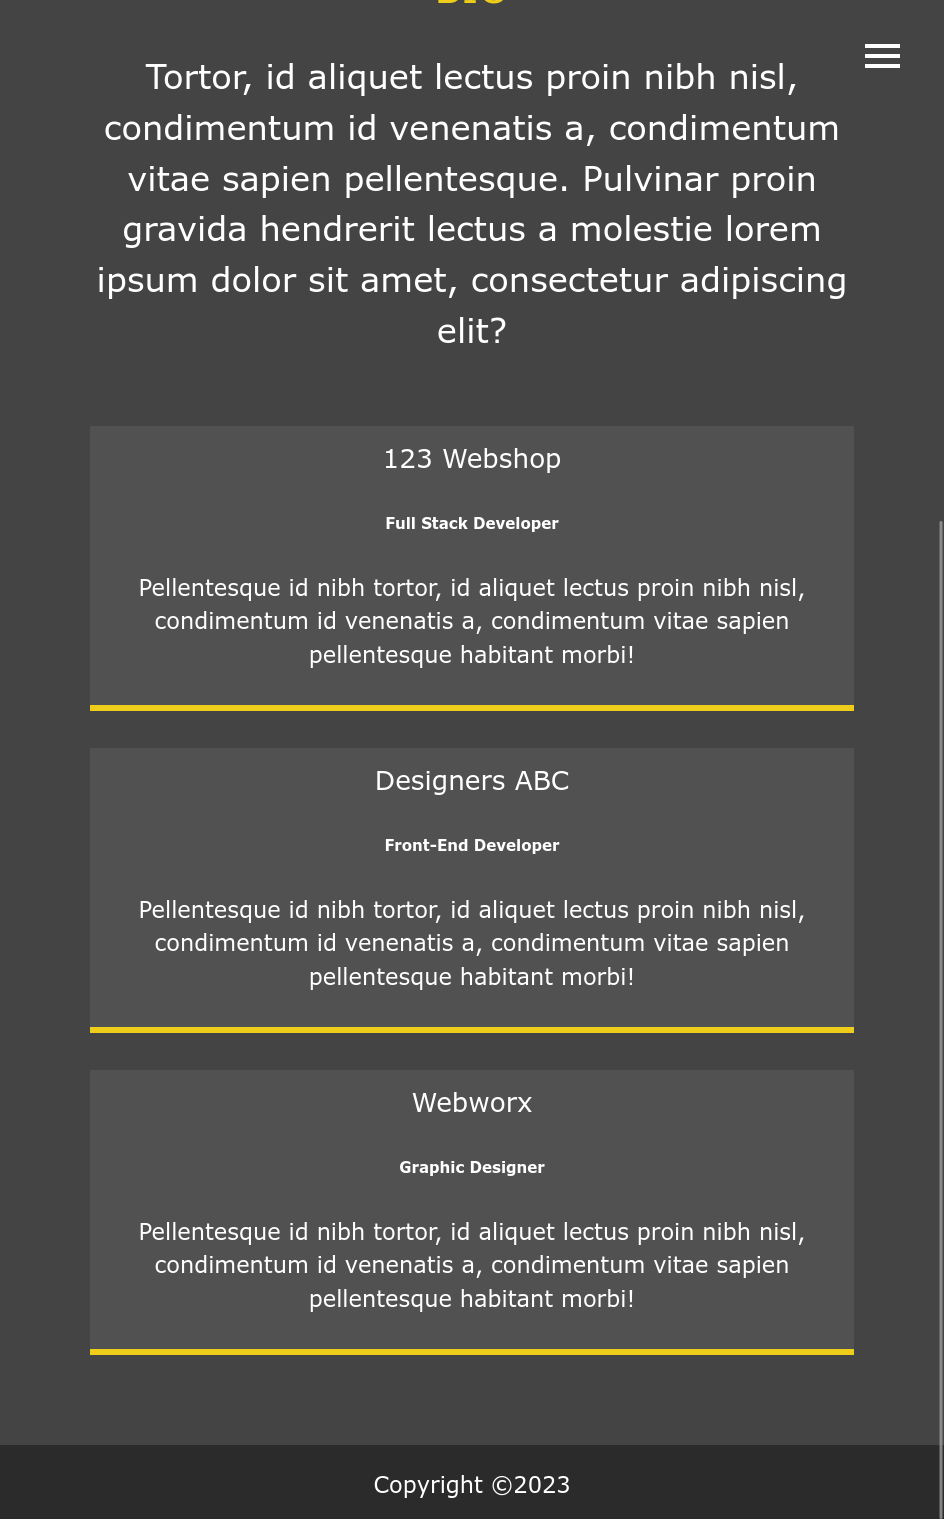 Tortor, id aliquet lectus proin nibh nisl,
condimentum id venenatis a, condimentum
vitae sapien pellentesque. Pulvinar proin
gravida hendrerit lectus a molestie lorem
ipsum dolor sit amet, consectetur adipiscing
elit?
123 Webshop
Full Stack Developer
Pellentesque id nibh tortor, id aliquet lectus proin nibh nisl,
condimentum id venenatis a, condimentum vitae sapien
pellentesque habitant morbi!
Designers ABC
Front-End Developer
Pellentesque id nibh tortor, id aliquet lectus proin nibh nisl,
condimentum id venenatis a, condimentum vitae sapien
pellentesque habitant morbi!
Webworx
Graphic Designer
Pellentesque id nibh tortor, id aliquet lectus proin nibh nisl,
condimentum id venenatis a, condimentum vitae sapien
pellentesque habitant morbi!
Copyright ©2023